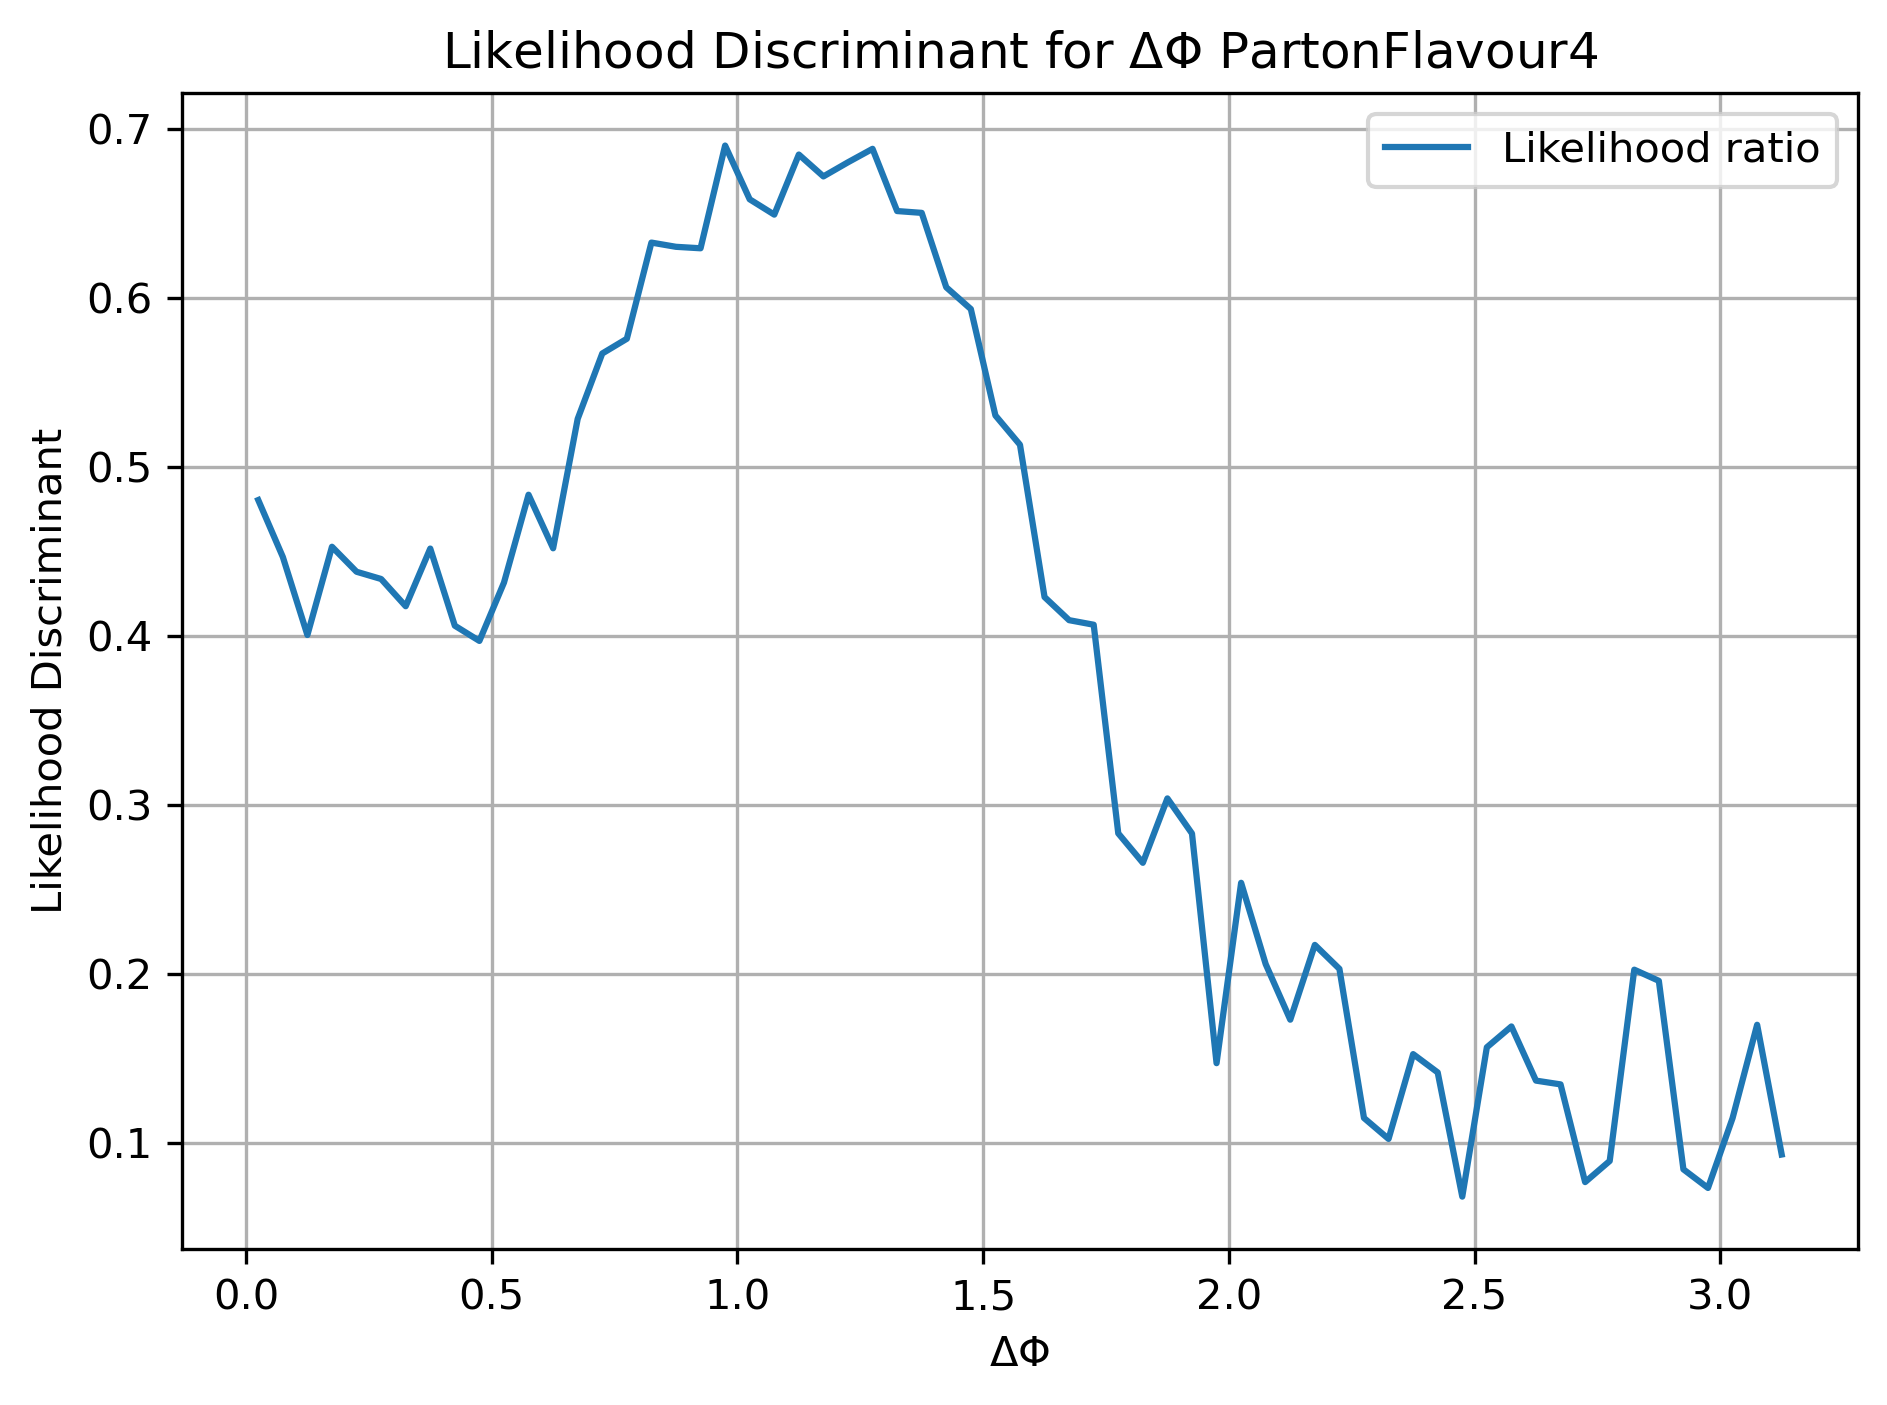 Likelihood Discriminant for ΔΦ PartonFlavour4
Likelihood ratio
Likelihood Discriminant
0.7
0.6
0.5
0.4
0.3
0.2
0.1
0.0 0.5 1.0 1.5 2.0 2.5 3.0
ΔΦ